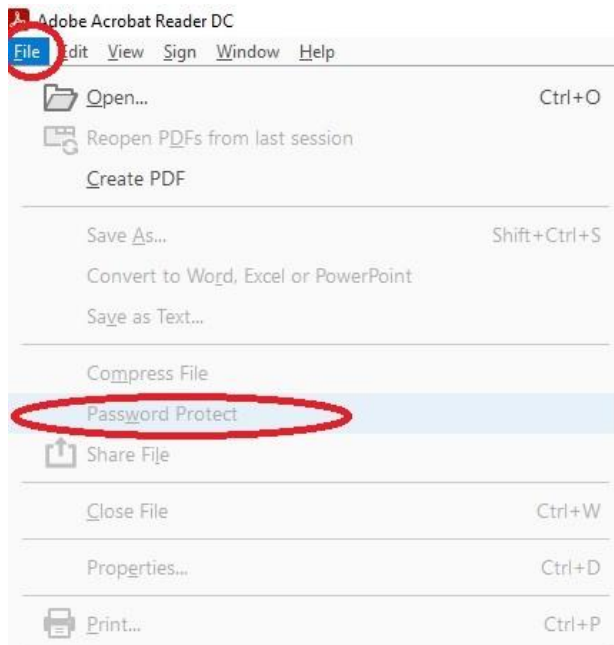 Adobe Acrobat Reader DC
File Edit View Sign Window Help
Open... Ctrl+O
Reopen PDFs from last session
Create PDF
Save As... Shift+Ctrl+S
Convert to Word, Excel or PowerPoint
Save as Text...
Compress File
Password Protect
Share File
Close File Ctrl+W
Properties... Ctrl+D
Print... Ctrl+P